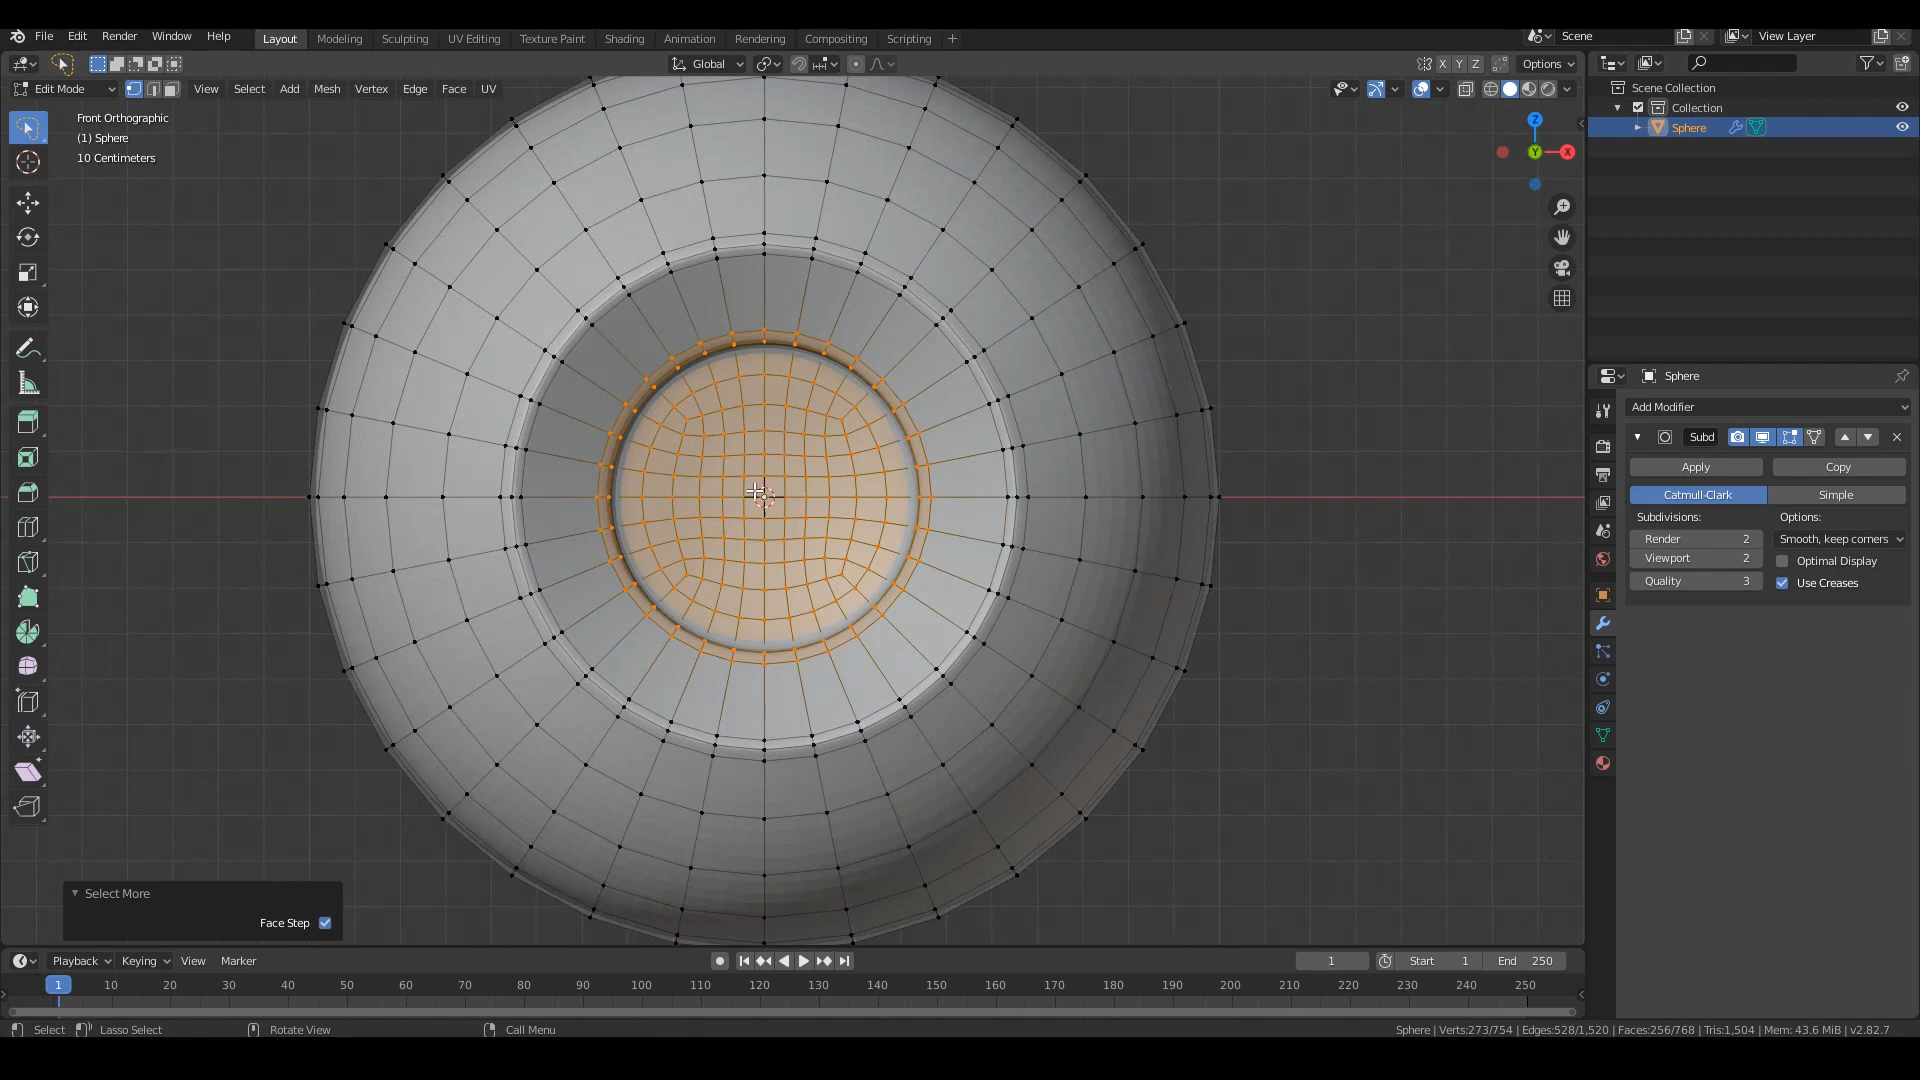 File Edit Render Window Help Layout Modeling Sculpting UV Editing Texture Paint Shading Animation Rendering Compositing Scripting + Scene View Layer
Global X Y Z Options
Edit Mode View Select Add Mesh Vertex Edge Face UV
Front Orthographic
(1) Sphere
10 Centimeters
Z
Y
X
Scene Collection
Collection
Sphere
Sphere
Add Modifier
Subd
Apply Copy
Catmull-Clark Simple
Subdivisions: Options:
Render 2 Smooth, keep corners
Viewport 2 Optimal Display
Quality 3 Use Creases
Select More
Face Step
Playback Keying View Marker 1 Start 1 End 250
1 10 20 30 40 50 60 70 80 90 100 110 120 130 140 150 160 170 180 190 200 210 220 230 240 250
Select Lasso Select Rotate View Call Menu Sphere | Verts:273/754 | Edges:528/1,520 | Faces:256/768 | Tris:1,504 | Mem: 43.6 MiB | v2.82.7